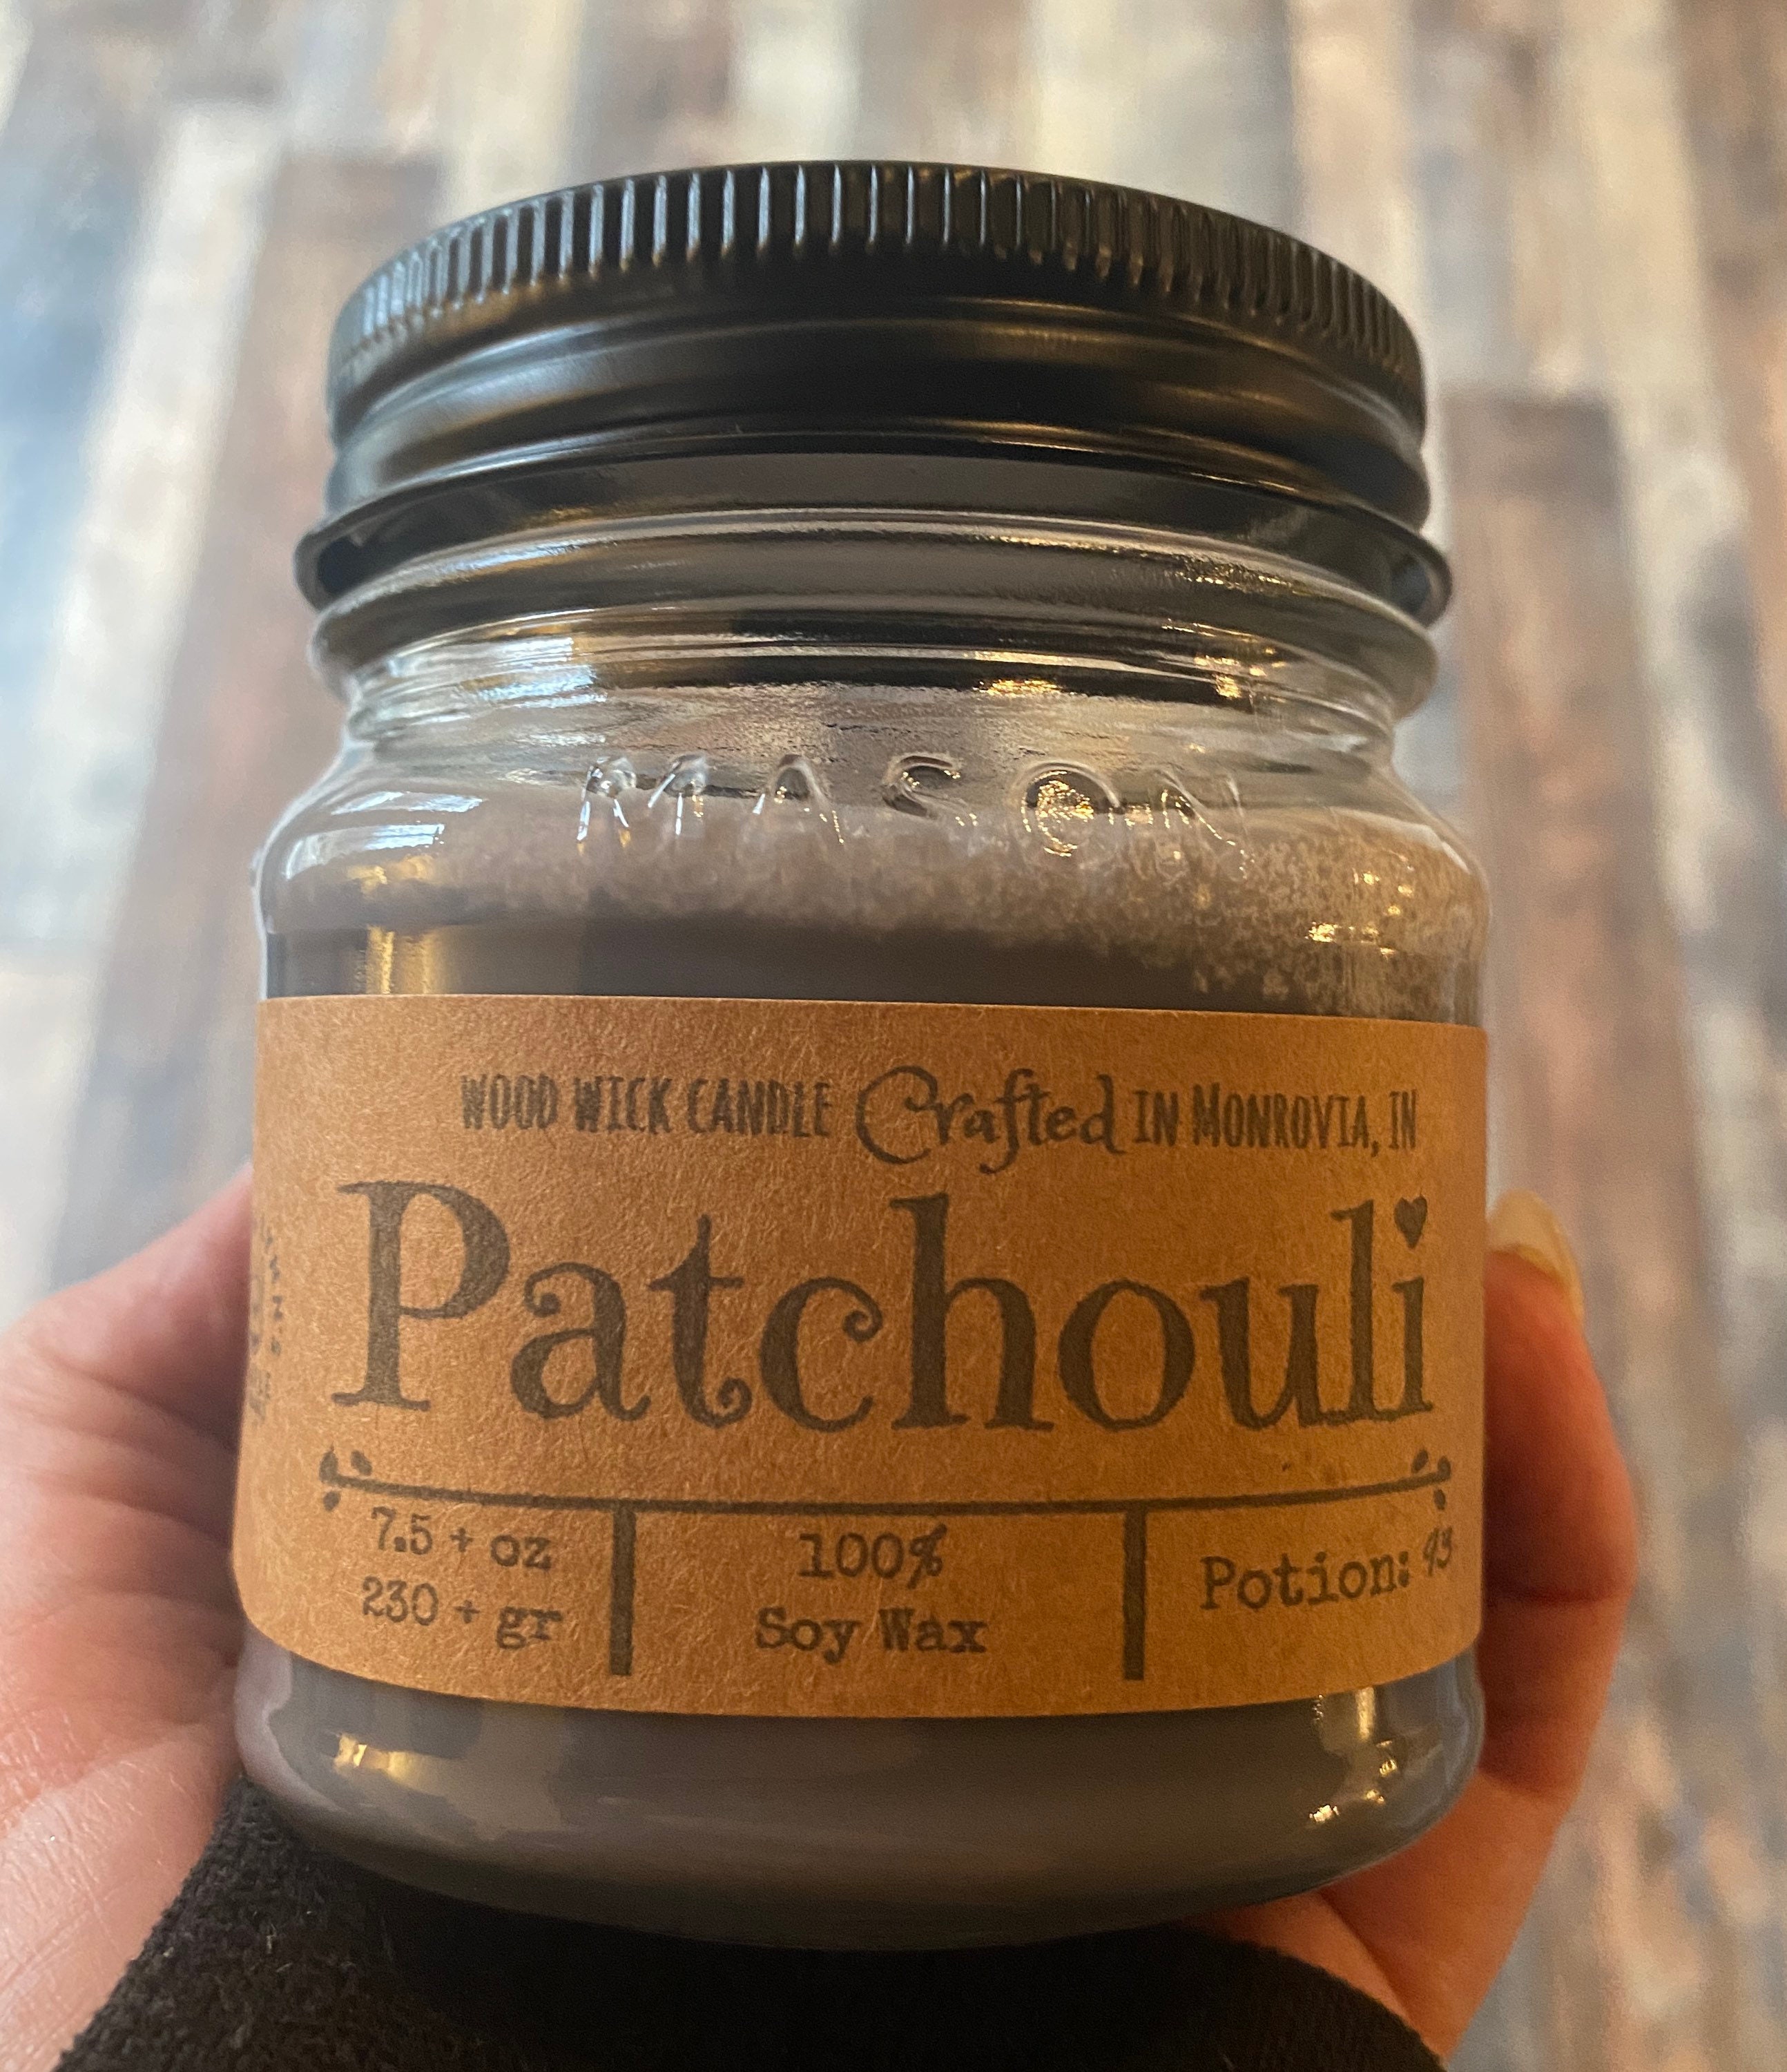 MASON
WOOD WICK CANDLE Crafted IN MONROVIA, IN
Patchouli
7.5 + oz
230 + gr
100%
Soy Wax
Potion: 93